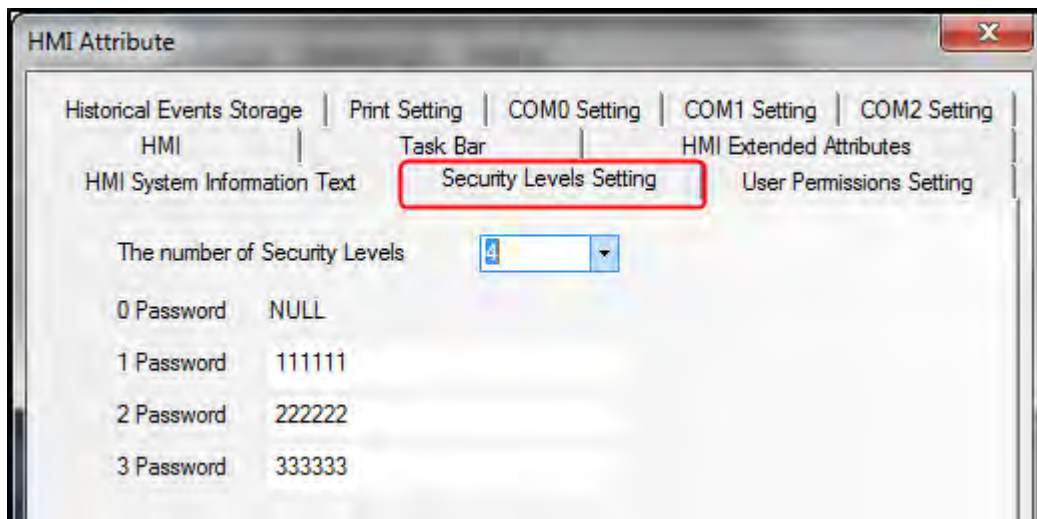 HMI Attribute
Historical Events Storage Print Setting COM0 Setting COM1 Setting COM2 Setting
HMI Task Bar HMI Extended Attributes
HMI System Information Text Security Levels Setting User Permissions Setting
The number of Security Levels 4
0 Password NULL
1 Password 111111
2 Password 222222
3 Password 333333